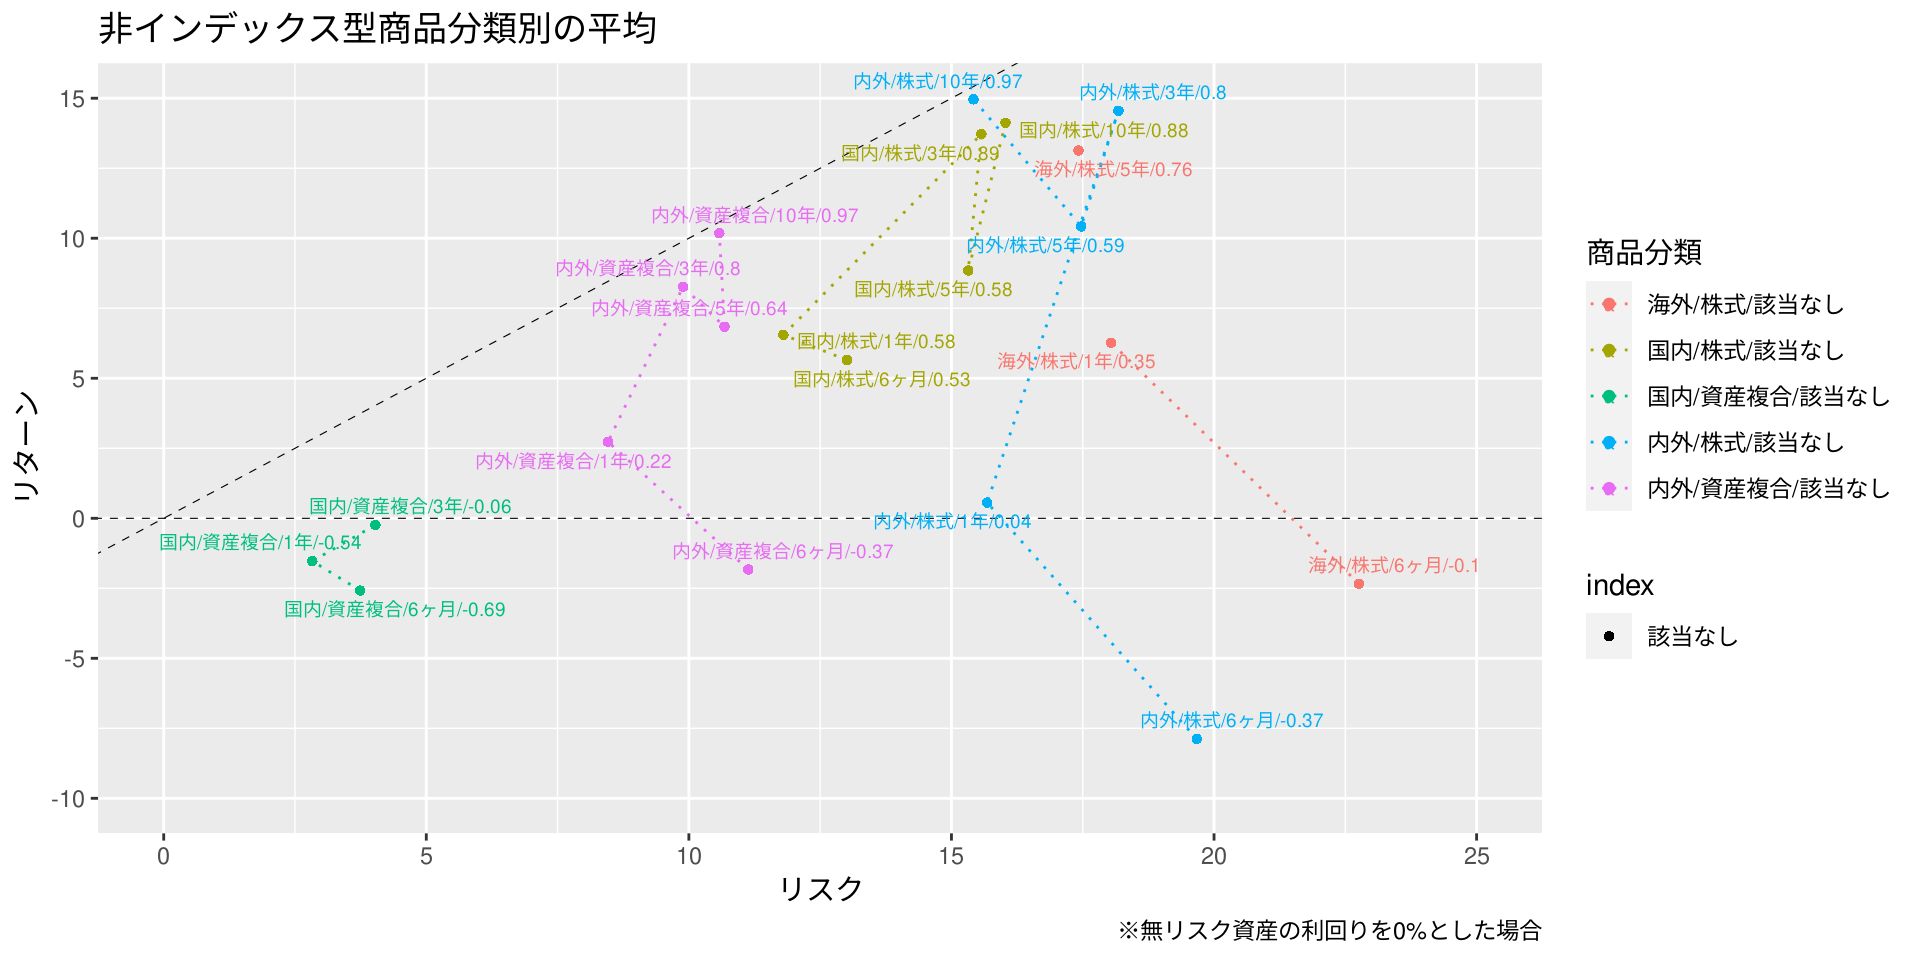 非インデックス型商品分類別の平均
リターン
15
10
5
0
-5
-10
内外/株式/10年/0.97
内外/株式/3年/0.8
国内/株式/10年/0.88
国内/株式/3年/0.89
海外/株式/5年/0.76
内外/資産複合/10年/0.97
内外/株式/5年/0.59
内外/資産複合/3年/0.8
国内/株式/5年/0.58
内外/資産複合/5年/0.64
国内/株式/1年/0.58
海外/株式/1年/0.35
国内/株式/6ヶ月/0.53
内外/資産複合/1年/0.22
国内/資産複合/3年/-0.06
内外/株式/1年/0.04
国内/資産複合/1年/-0.54
内外/資産複合/6ヶ月/-0.37
海外/株式/6ヶ月/-0.1
国内/資産複合/6ヶ月/-0.69
内外/株式/6ヶ月/-0.37
0
5
10
15
20
25
リスク
※無リスク資産の利回りを0%とした場合
商品分類
海外/株式/該当なし
国内/株式/該当なし
国内/資産複合/該当なし
内外/株式/該当なし
内外/資産複合/該当なし
index
該当なし